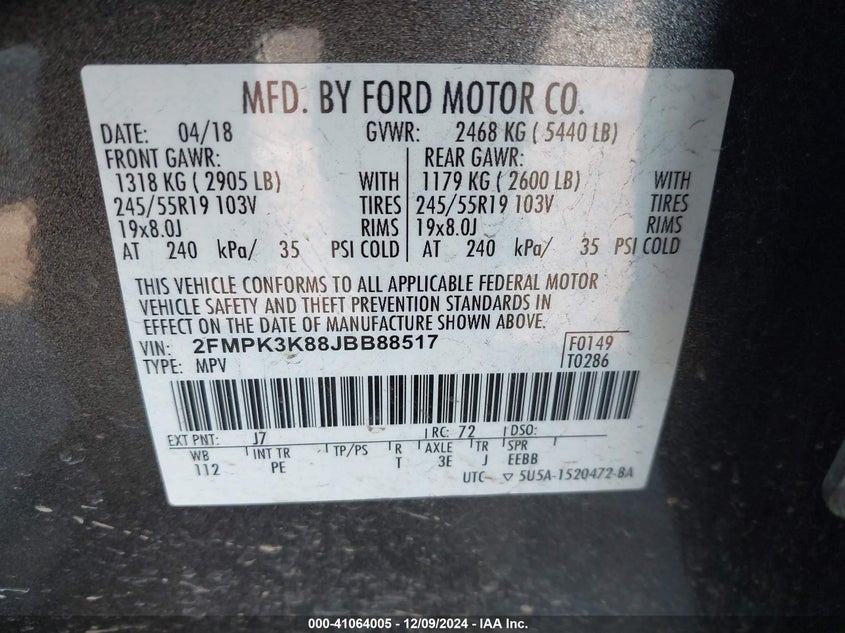 MFD. BY FORD MOTOR CO.
DATE: 04/18 GVWR: 2468 KG ( 5440 LB)
FRONT GAWR: REAR GAWR:
1318 KG ( 2905 LB) WITH 1179 KG ( 2600 LB) WITH
245/55R19 103V TIRES 245/55R19 103V TIRES
19x8.0J RIMS 19x8.0J RIMS
AT 240 kPa/ 35 PSI COLD AT 240 kPa/ 35 PSI COLD
THIS VEHICLE CONFORMS TO ALL APPLICABLE FEDERAL MOTOR
VEHICLE SAFETY AND THEFT PREVENTION STANDARDS IN
EFFECT ON THE DATE OF MANUFACTURE SHOWN ABOVE.
VIN: 2FMPK3K88JBB88517 F0149
TYPE: MPV T0286
EXT PNT: J7 RC: 72 DSO:
WB INT TR TP/PS R AXLE TR SPR
112 PE T 3E J EEBB
UTC ▽ 5U5A-1520472-BA
000-41064005 - 12/09/2024 - IAA Inc.